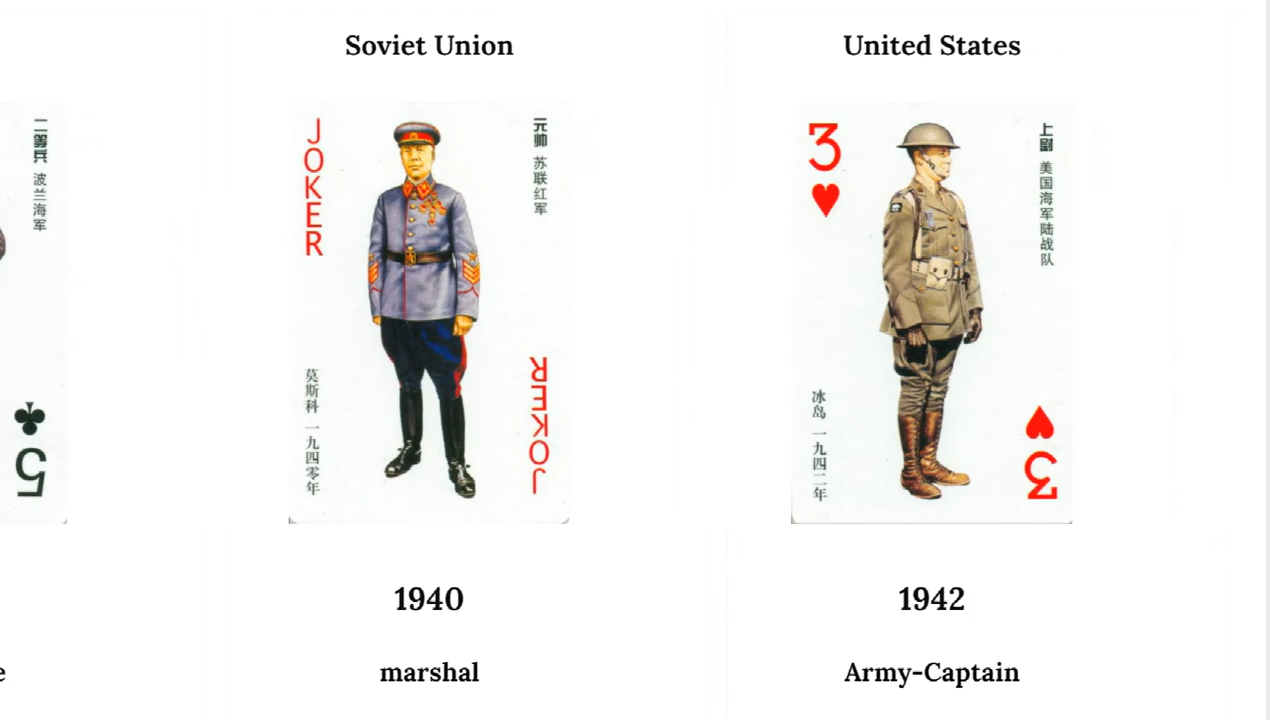 Soviet Union
United States
二等兵 波兰海军
5
JOKER
元帅 苏联红军
莫斯科 一九四零年
JOKER
3
上尉 美国海军陆战队
冰岛 一九四二年
3
1940
1942
e
marshal
Army-Captain